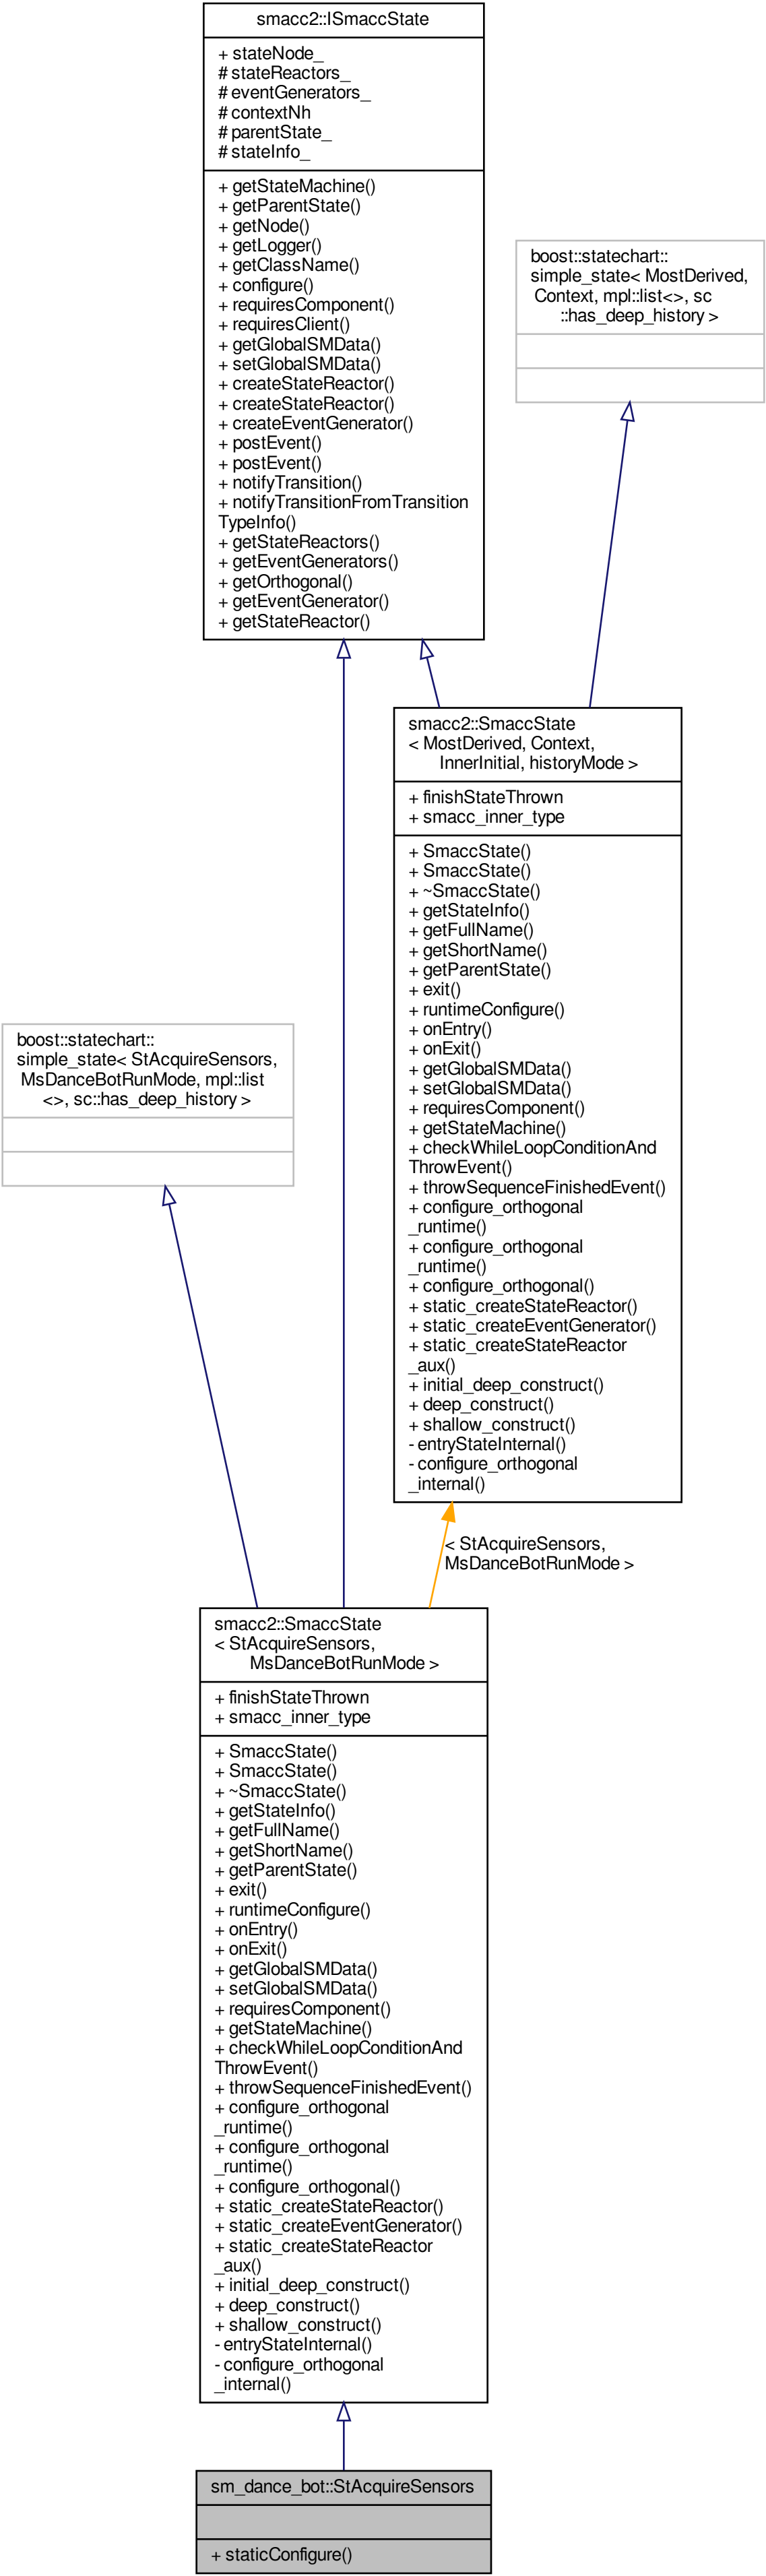 smacc2::ISmaccState
+ stateNode_
# stateReactors_
# eventGenerators_
# contextNh
# parentState_
# stateInfo_
+ getStateMachine()
+ getParentState()
+ getNode()
+ getLogger()
+ getClassName()
+ configure()
+ requiresComponent()
+ requiresClient()
+ getGlobalSMData()
+ setGlobalSMData()
+ createStateReactor()
+ createStateReactor()
+ createEventGenerator()
+ postEvent()
+ postEvent()
+ notifyTransition()
+ notifyTransitionFromTransition
TypeInfo()
+ getStateReactors()
+ getEventGenerators()
+ getOrthogonal()
+ getEventGenerator()
+ getStateReactor()
boost::statechart::
simple_state< MostDerived,
Context, mpl::list<>, sc
::has_deep_history >
smacc2::SmaccState
< MostDerived, Context,
InnerInitial, historyMode >
+ finishStateThrown
+ smacc_inner_type
+ SmaccState()
+ SmaccState()
+ ~SmaccState()
+ getStateInfo()
+ getFullName()
+ getShortName()
+ getParentState()
+ exit()
+ runtimeConfigure()
+ onEntry()
+ onExit()
+ getGlobalSMData()
+ setGlobalSMData()
+ requiresComponent()
+ getStateMachine()
+ checkWhileLoopConditionAnd
ThrowEvent()
+ throwSequenceFinishedEvent()
+ configure_orthogonal
_runtime()
+ configure_orthogonal
_runtime()
+ configure_orthogonal()
+ static_createStateReactor()
+ static_createEventGenerator()
+ static_createStateReactor
_aux()
+ initial_deep_construct()
+ deep_construct()
+ shallow_construct()
- entryStateInternal()
- configure_orthogonal
_internal()
boost::statechart::
simple_state< StAcquireSensors,
MsDanceBotRunMode, mpl::list
<>, sc::has_deep_history >
< StAcquireSensors,
MsDanceBotRunMode >
smacc2::SmaccState
< StAcquireSensors,
MsDanceBotRunMode >
+ finishStateThrown
+ smacc_inner_type
+ SmaccState()
+ SmaccState()
+ ~SmaccState()
+ getStateInfo()
+ getFullName()
+ getShortName()
+ getParentState()
+ exit()
+ runtimeConfigure()
+ onEntry()
+ onExit()
+ getGlobalSMData()
+ setGlobalSMData()
+ requiresComponent()
+ getStateMachine()
+ checkWhileLoopConditionAnd
ThrowEvent()
+ throwSequenceFinishedEvent()
+ configure_orthogonal
_runtime()
+ configure_orthogonal
_runtime()
+ configure_orthogonal()
+ static_createStateReactor()
+ static_createEventGenerator()
+ static_createStateReactor
_aux()
+ initial_deep_construct()
+ deep_construct()
+ shallow_construct()
- entryStateInternal()
- configure_orthogonal
_internal()
sm_dance_bot::StAcquireSensors
+ staticConfigure()